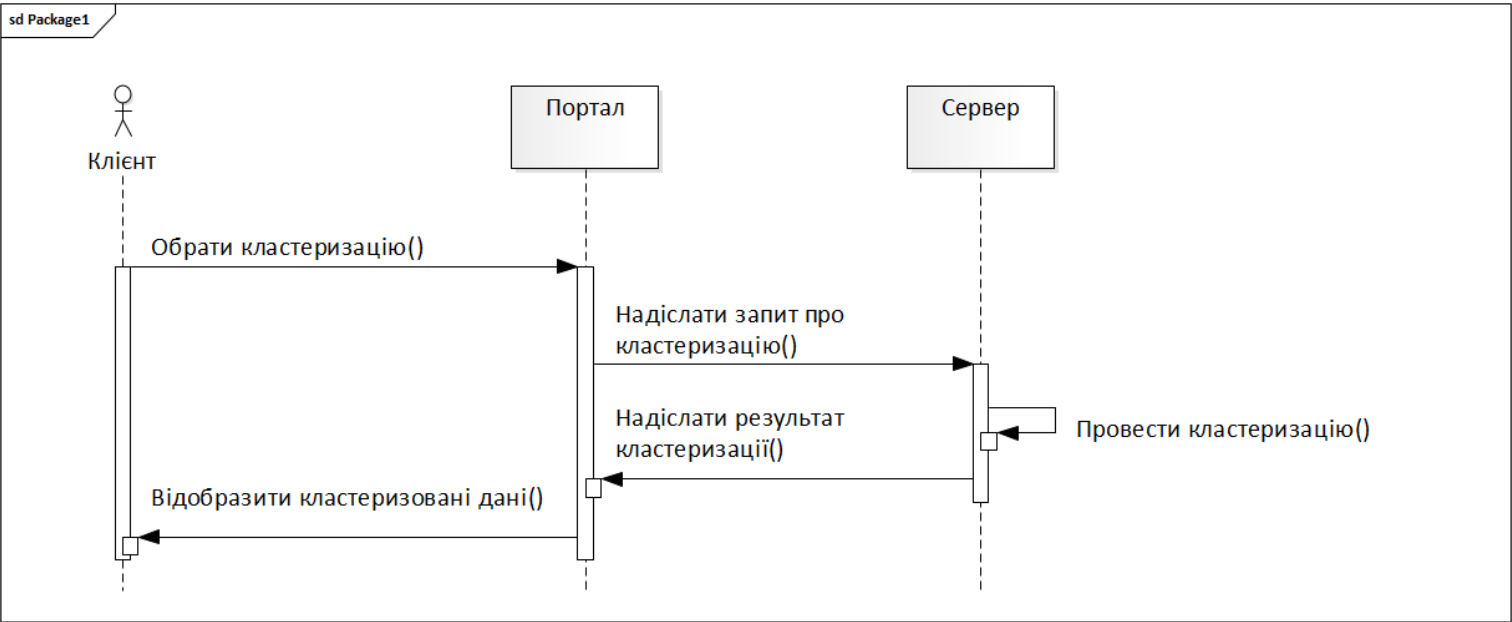 sd Package1
Клієнт
Портал
Сервер
Обрати кластеризацію()
Надіслати запит про
кластеризацію()
Провести кластеризацію()
Надіслати результат
кластеризації()
Відобразити кластеризовані дані()